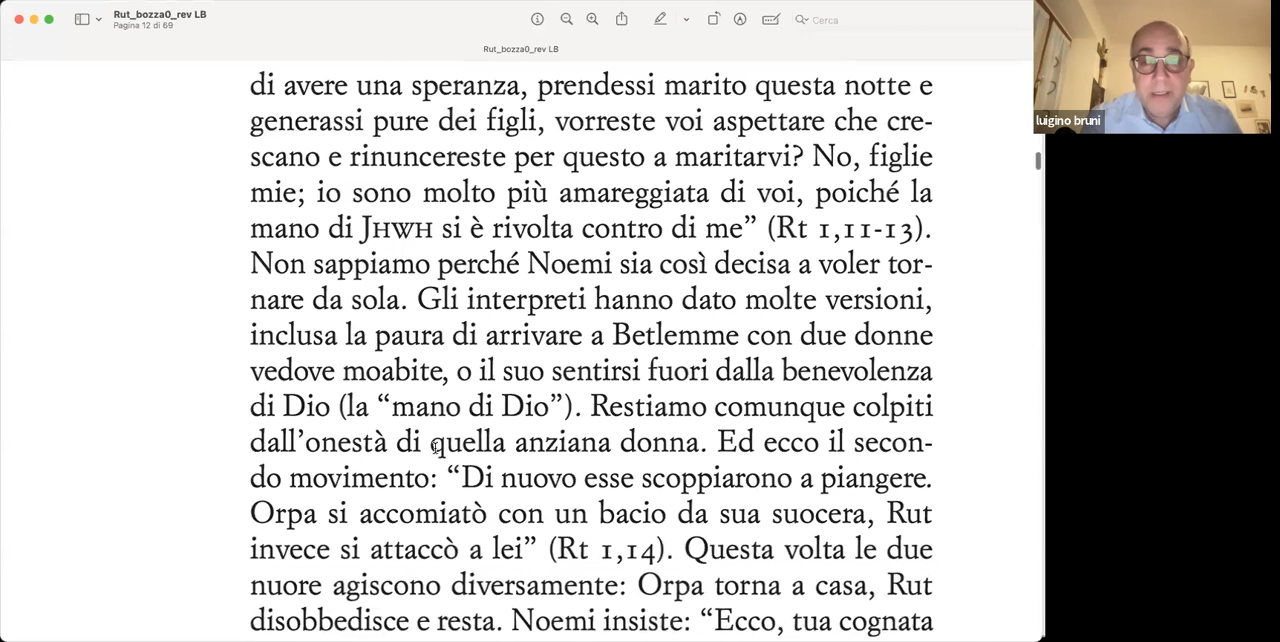 Rut_bozza0_rev LB
Pagina 12 di 69
Cerca
Rut_bozza0_rev LB
luigino bruni
di avere una speranza, prendessi marito questa notte e
generassi pure dei figli, vorreste voi aspettare che cre-
scano e rinuncereste per questo a maritarvi? No, figlie
mie; io sono molto più amareggiata di voi, poiché la
mano di JHWH si è rivolta contro di me” (Rt 1,11-13).
Non sappiamo perché Noemi sia così decisa a voler tor-
nare da sola. Gli interpreti hanno dato molte versioni,
inclusa la paura di arrivare a Betlemme con due donne
vedove moabite, o il suo sentirsi fuori dalla benevolenza
di Dio (la “mano di Dio”). Restiamo comunque colpiti
dall’onestà di quella anziana donna. Ed ecco il secon-
do movimento: “Di nuovo esse scoppiarono a piangere.
Orpa si accomiatò con un bacio da sua suocera, Rut
invece si attaccò a lei” (Rt 1,14). Questa volta le due
nuore agiscono diversamente: Orpa torna a casa, Rut
disobbedisce e resta. Noemi insiste: “Ecco, tua cognata